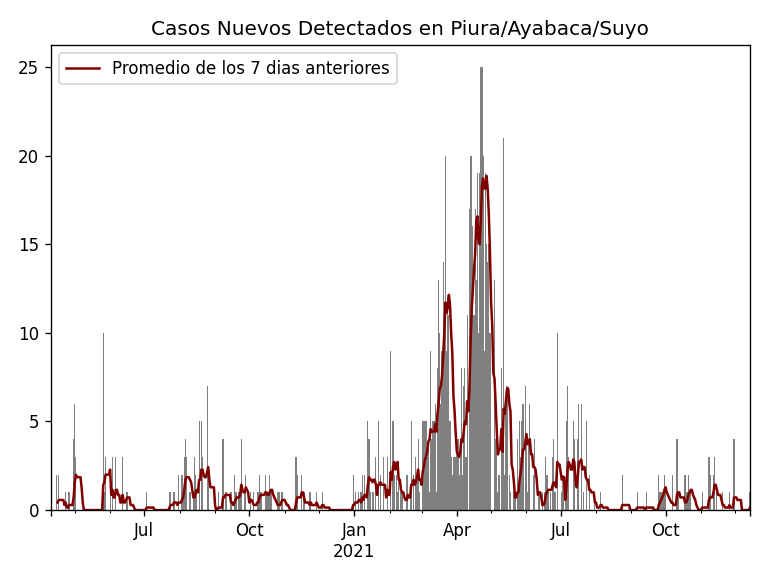 Casos Nuevos Detectados en Piura/Ayabaca/Suyo
Promedio de los 7 dias anteriores
25
20
15
10
5
0
Jul
Oct
Jan
2021
Apr
Jul
Oct